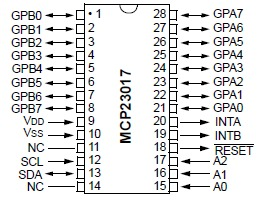 GPB0 1 28 GPA7
GPB1 2 27 GPA6
GPB2 3 26 GPA5
GPB3 4 25 GPA4
GPB4 5 24 GPA3
GPB5 6 23 GPA2
GPB6 7 22 GPA1
GPB7 8 21 GPA0
VDD 9 20 INTA
VSS 10 19 INTB
NC 11 18 RESET
SCL 12 17 A2
SDA 13 16 A1
NC 14 15 A0
MCP23017